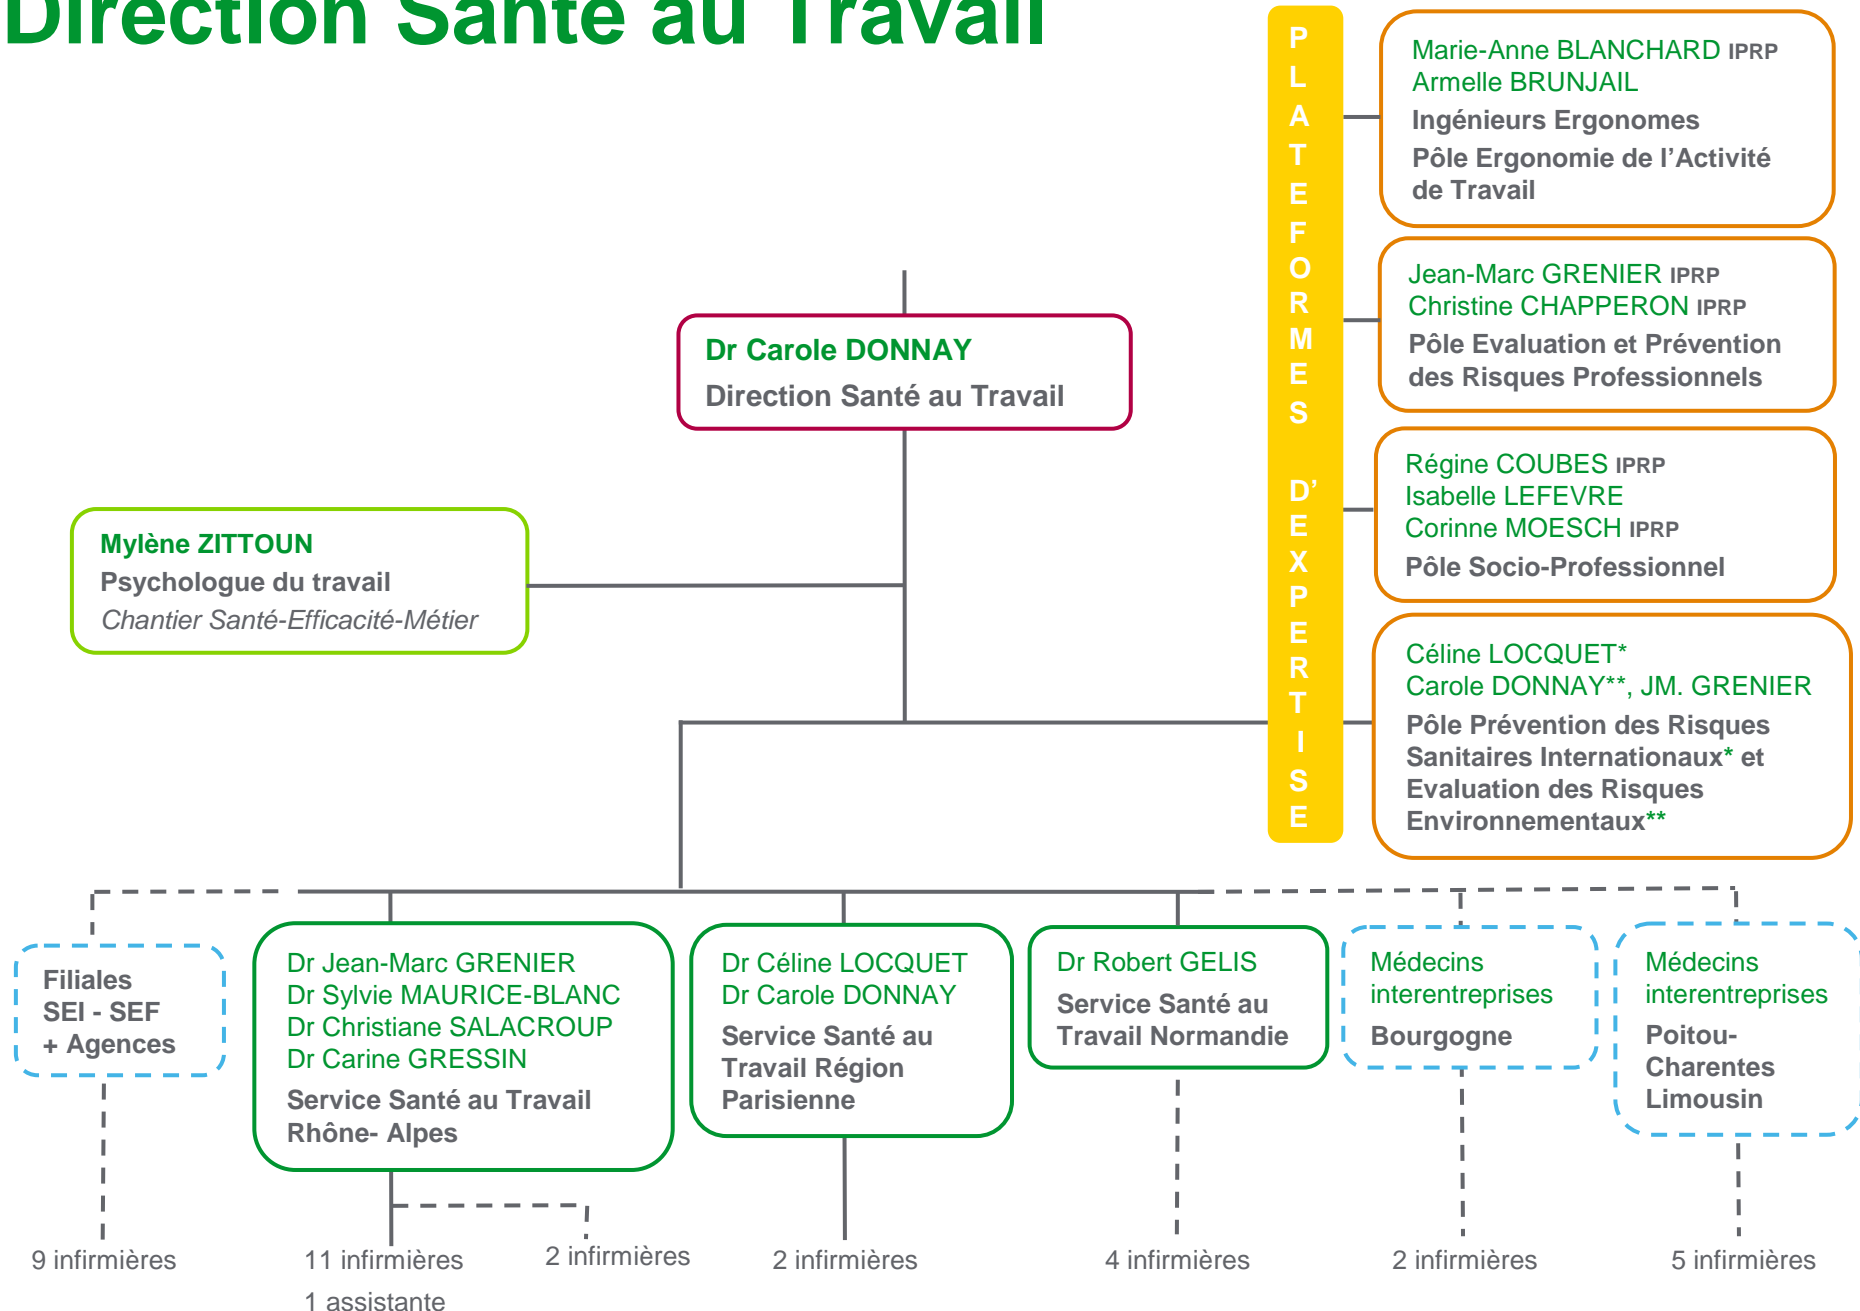 Direction Santé au Travail
PLATEFORMES D'EXPERTISE
Marie-Anne BLANCHARD IPRP
Armelle BRUNJAIL
Ingénieurs Ergonomes
Pôle Ergonomie de l'Activité
de Travail
Jean-Marc GRENIER IPRP
Christine CHAPPERON IPRP
Pôle Evaluation et Prévention
des Risques Professionnels
Régine COUBES IPRP
Isabelle LEFEVRE
Corinne MOESCH IPRP
Pôle Socio-Professionnel
Céline LOCQUET*
Carole DONNAY**, JM. GRENIER
Pôle Prévention des Risques
Sanitaires Internationaux* et
Evaluation des Risques
Environnementaux**
Dr Carole DONNAY
Direction Santé au Travail
Mylène ZITTOUN
Psychologue du travail
Chantier Santé-Efficacité-Métier
Filiales
SEI - SEF
+ Agences
Dr Jean-Marc GRENIER
Dr Sylvie MAURICE-BLANC
Dr Christiane SALACROUP
Dr Carine GRESSIN
Service Santé au Travail
Rhône- Alpes
Dr Céline LOCQUET
Dr Carole DONNAY
Service Santé au
Travail Région
Parisienne
Dr Robert GELIS
Service Santé au
Travail Normandie
Médecins
interentreprises
Bourgogne
Médecins
interentreprises
Poitou-
Charentes
Limousin
9 infirmières
11 infirmières
1 assistante
2 infirmières
2 infirmières
4 infirmières
2 infirmières
5 infirmières